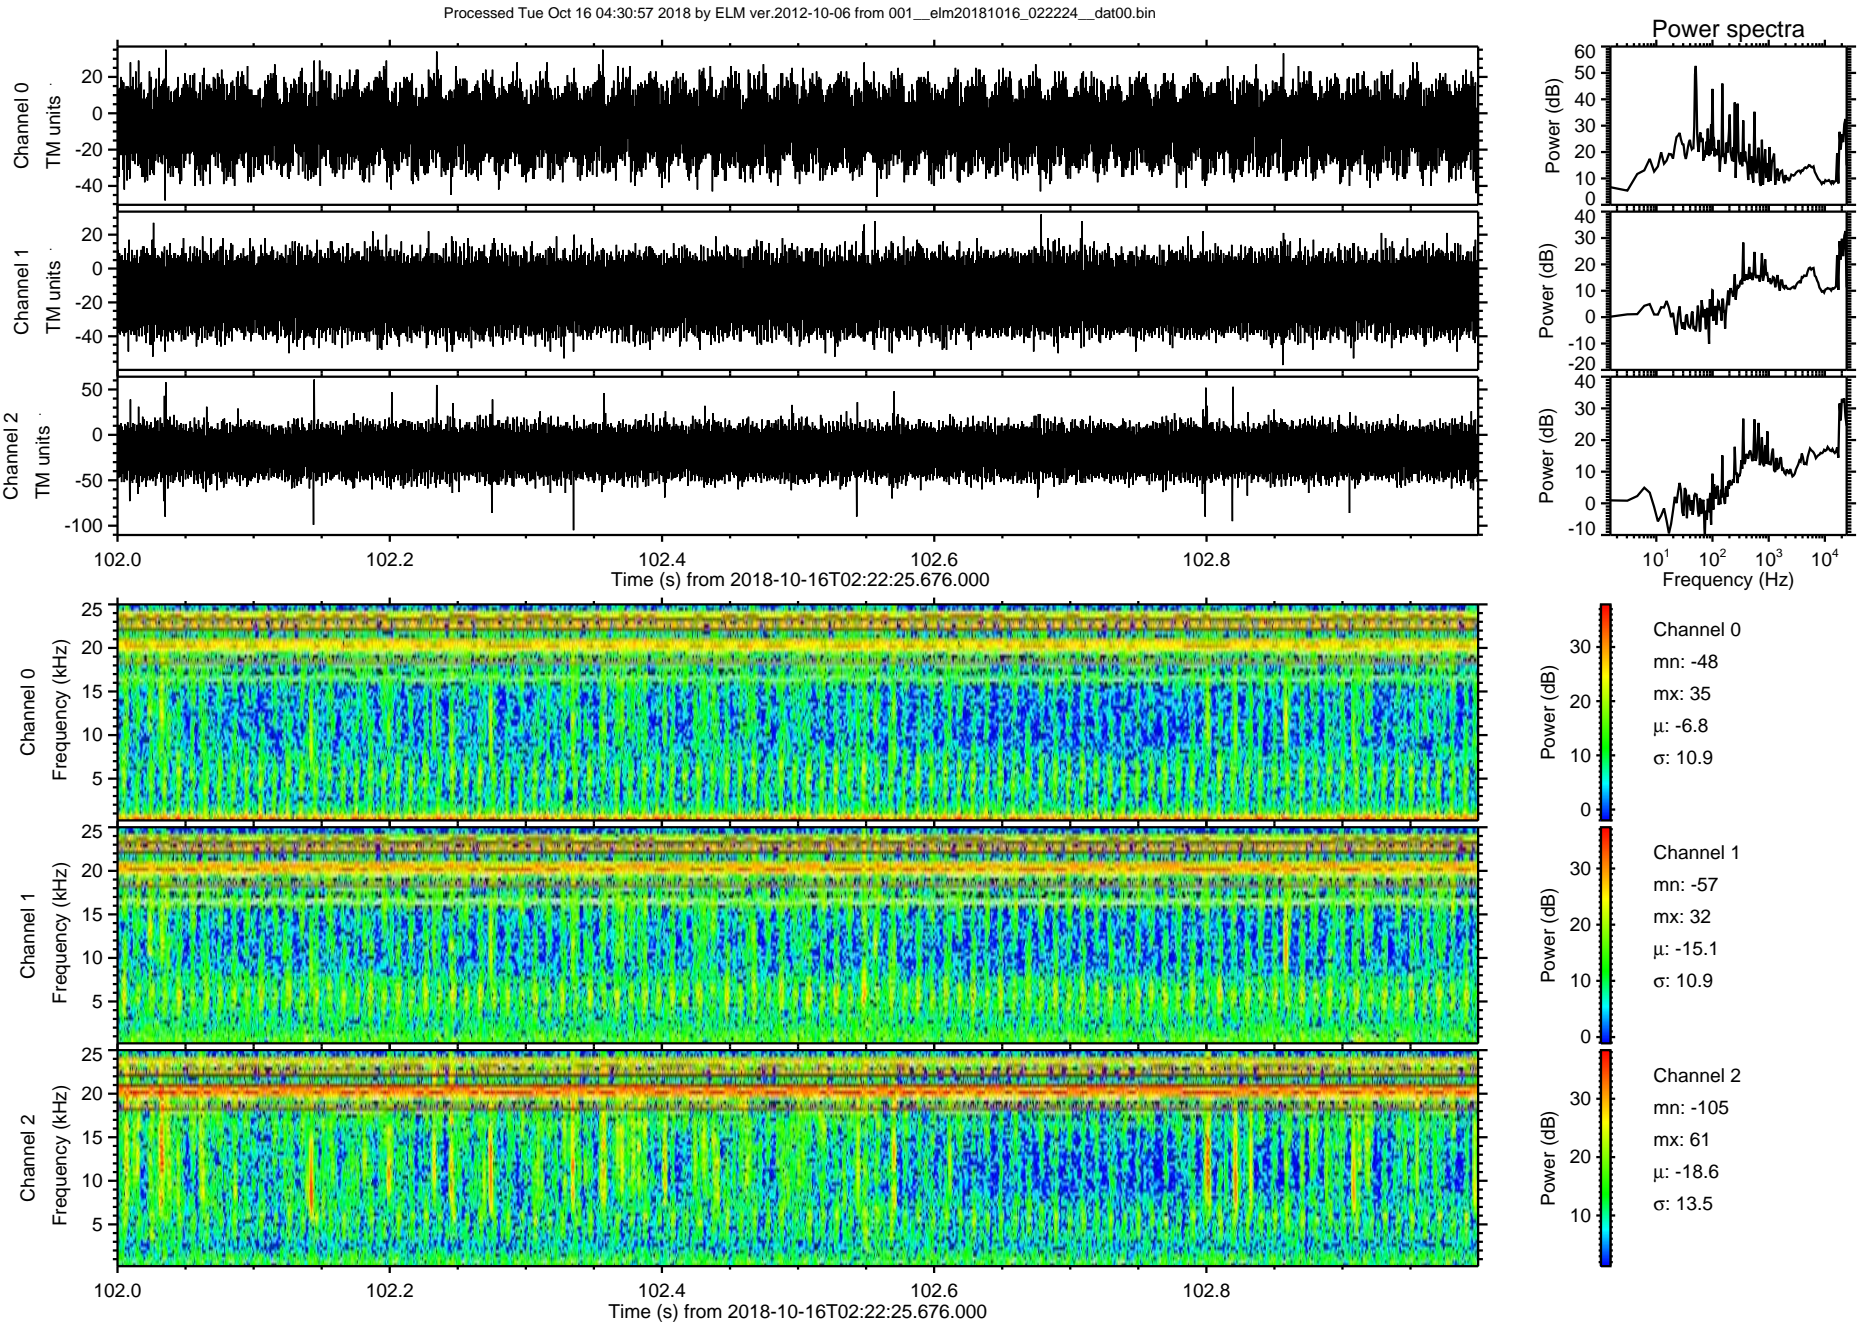 Processed Tue Oct 16 04:30:57 2018 by ELM ver.2012-10-06 from 001__elm20181016_022224__dat00.bin
Power spectra
Channel 0
TM units
20
0
-20
-40
Power (dB)
60
50
40
30
20
10
0
Channel 1
TM units
20
0
-20
-40
Power (dB)
40
30
20
10
0
-10
-20
Channel 2
TM units
50
0
-50
-100
Power (dB)
40
30
20
10
0
-10
102.0 102.2 102.4 102.6 102.8
Time (s) from 2018-10-16T02:22:25.676.000
10^1 10^2 10^3 10^4
Frequency (Hz)
Channel 0
Frequency (kHz)
25
20
15
10
5
Power (dB)
30
20
10
0
Channel 0
mn: -48
mx: 35
μ: -6.8
σ: 10.9
Channel 1
Frequency (kHz)
25
20
15
10
5
Power (dB)
30
20
10
0
Channel 1
mn: -57
mx: 32
μ: -15.1
σ: 10.9
Channel 2
Frequency (kHz)
25
20
15
10
5
Power (dB)
30
20
10
Channel 2
mn: -105
mx: 61
μ: -18.6
σ: 13.5
102.0 102.2 102.4 102.6 102.8
Time (s) from 2018-10-16T02:22:25.676.000